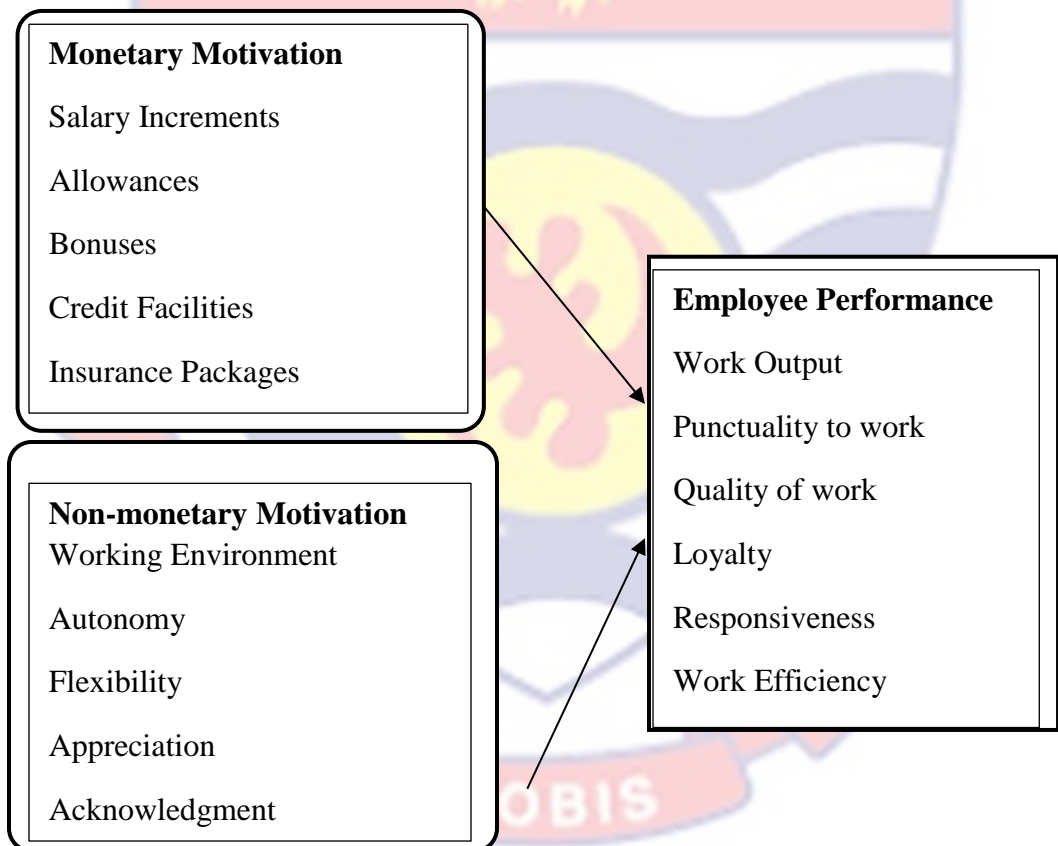 Monetary Motivation
Salary Increments
Allowances
Bonuses
Credit Facilities
Insurance Packages
Non-monetary Motivation
Working Environment
Autonomy
Flexibility
Appreciation
Acknowledgment
Employee Performance
Work Output
Punctuality to work
Quality of work
Loyalty
Responsiveness
Work Efficiency
OBIS